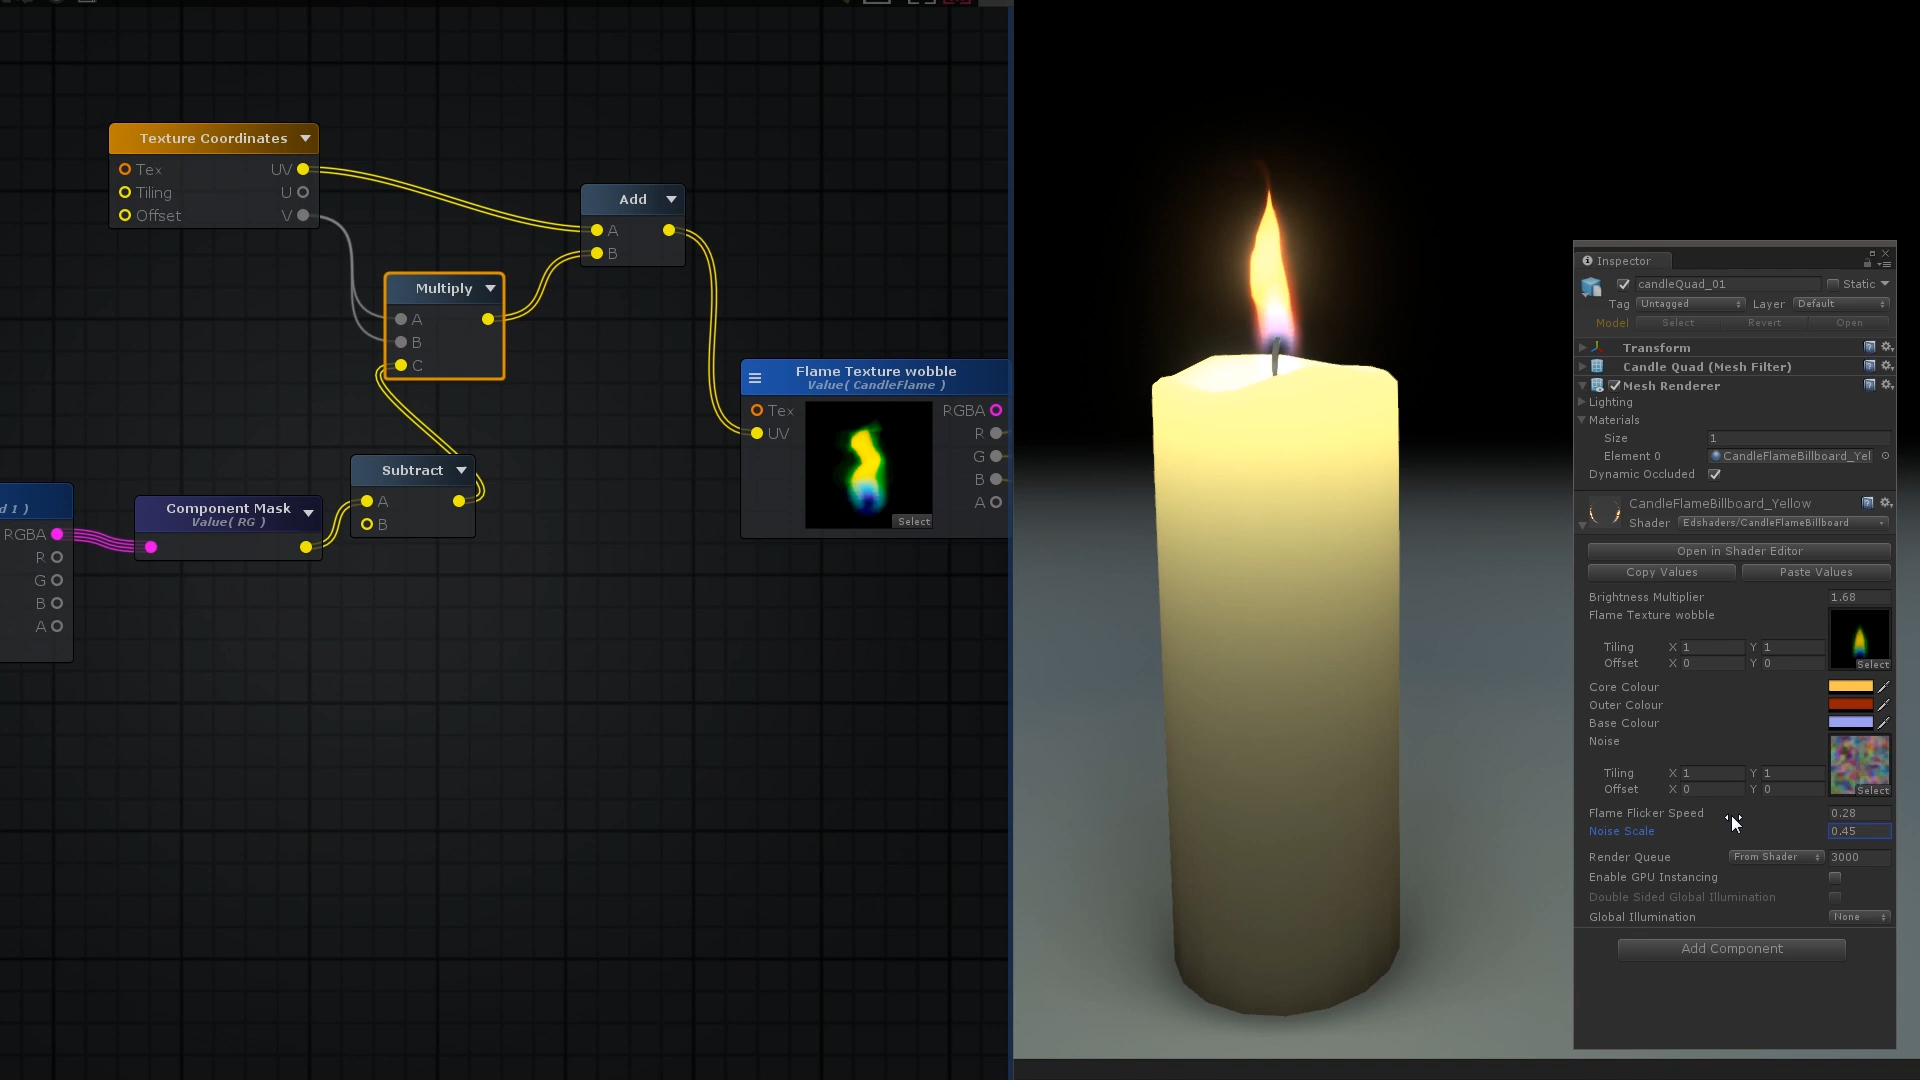 Texture Coordinates
Tex UV
Tiling U
Offset V
Add
A
B
Multiply
A
B
C
Flame Texture wobble
Value( CandleFlame )
Tex RGBA
UV R
G
B
A
Select
Subtract
A
B
Component Mask
Value( RG )
d 1 )
RGBA
R
G
B
A
Inspector
candleQuad_01 Static
Tag Untagged Layer Default
Model Select Revert Open
Transform
Candle Quad (Mesh Filter)
Mesh Renderer
Lighting
Materials
Size 1
Element 0 CandleFlameBillboard_Yel
Dynamic Occluded
CandleFlameBillboard_Yellow
Shader Edshaders/CandleFlameBillboard
Open in Shader Editor
Copy Values Paste Values
Brightness Multiplier 1.68
Flame Texture wobble
Tiling X 1 Y 1
Offset X 0 Y 0
Select
Core Colour
Outer Colour
Base Colour
Noise
Tiling X 1 Y 1
Offset X 0 Y 0
Select
Flame Flicker Speed 0.28
Noise Scale 0.45
Render Queue From Shader 3000
Enable GPU Instancing
Double Sided Global Illumination
Global Illumination None
Add Component